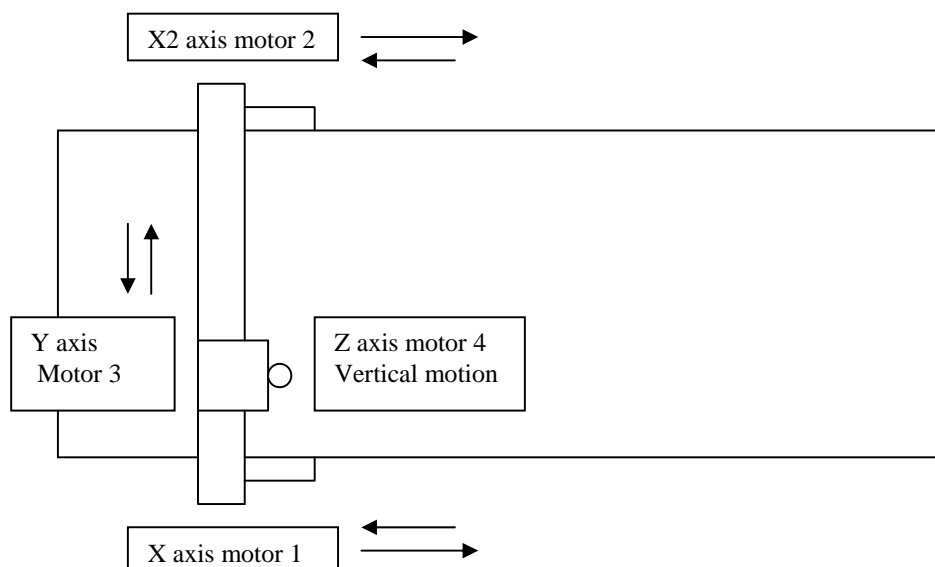 X2 axis motor 2
Y axis
Motor 3
Z axis motor 4
Vertical motion
X axis motor 1